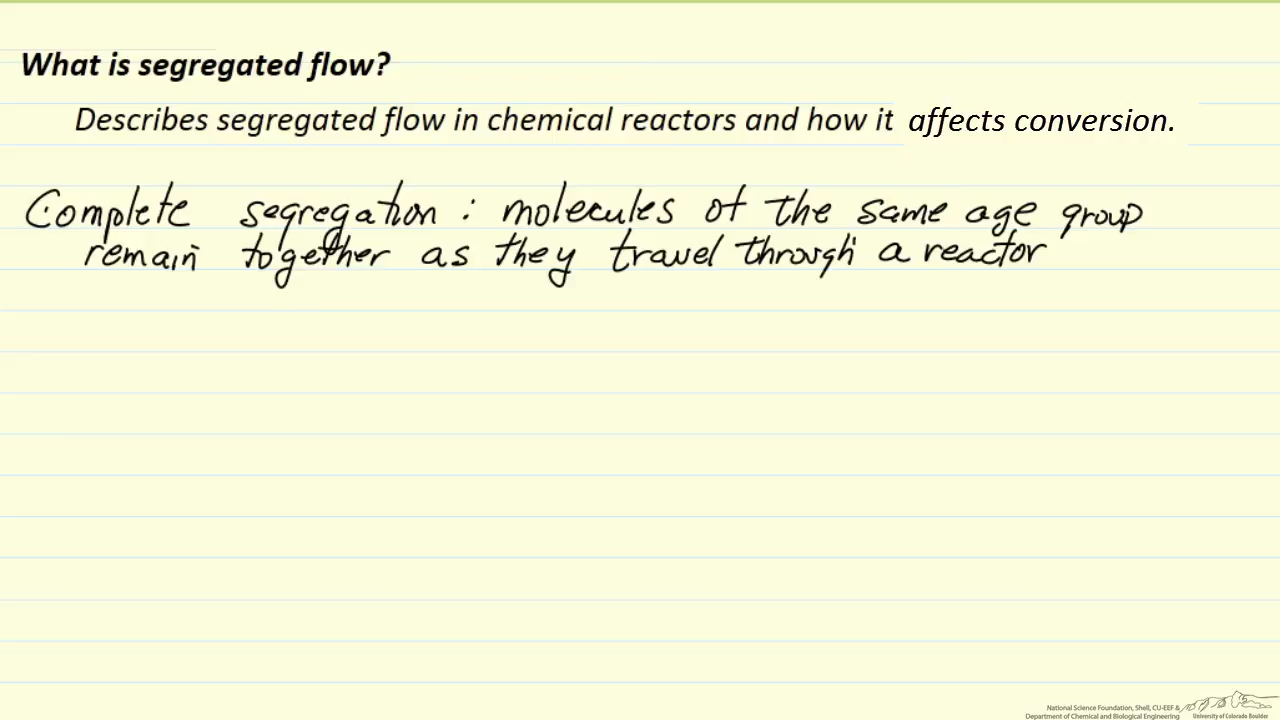 What is segregated flow?
Describes segregated flow in chemical reactors and how it affects conversion.
Complete segregation : molecules of the same age group
remain together as they travel through a reactor
National Science Foundation, Shell, CU-EEF &
Department of Chemical and Biological Engineering
University of Colorado Boulder